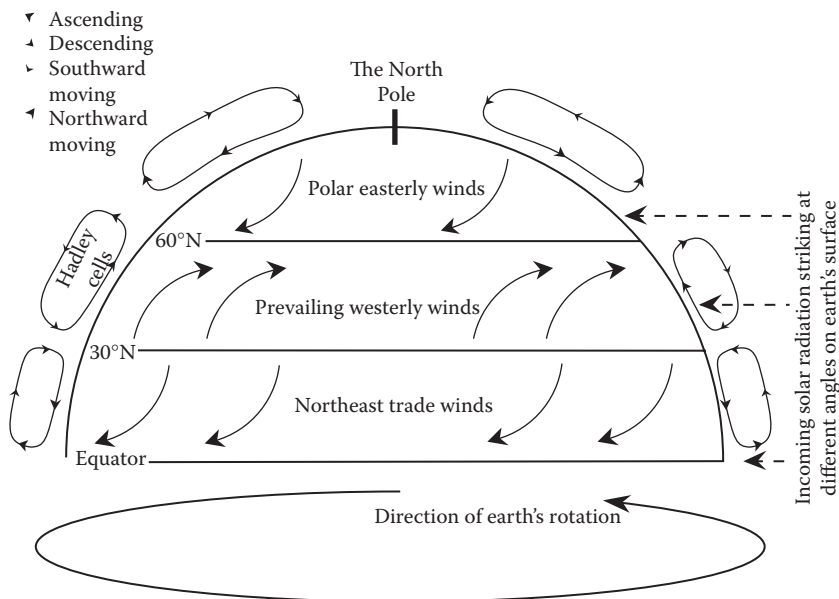 Ascending
Descending
Southward
moving
Northward
moving
The North
Pole
Polar easterly winds
60°N
Hadley
cells
Prevailing westerly winds
30°N
Northeast trade winds
Equator
Direction of earth's rotation
Incoming solar radiation striking at
different angles on earth's surface